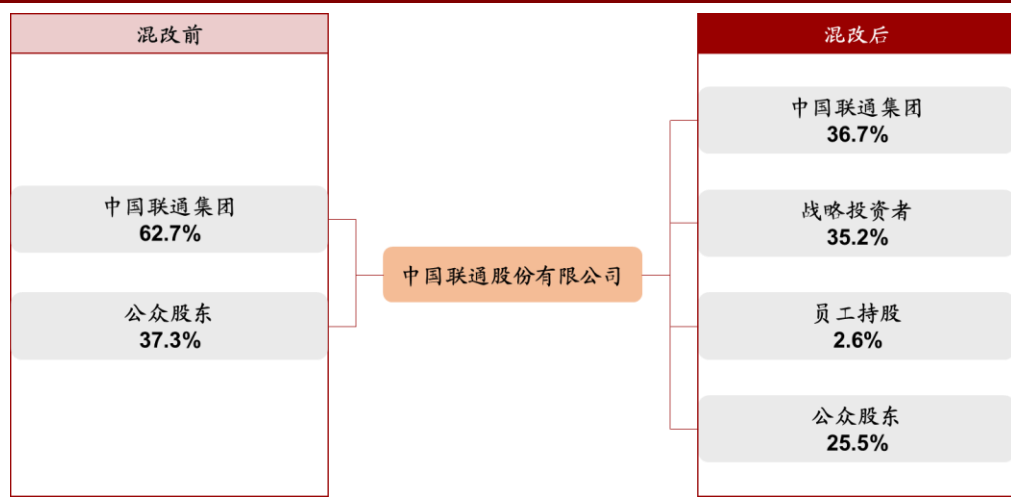 混改前
中国联通集团
62.7%
公众股东
37.3%
中国联通股份有限公司
混改后
中国联通集团
36.7%
战略投资者
35.2%
员工持股
2.6%
公众股东
25.5%